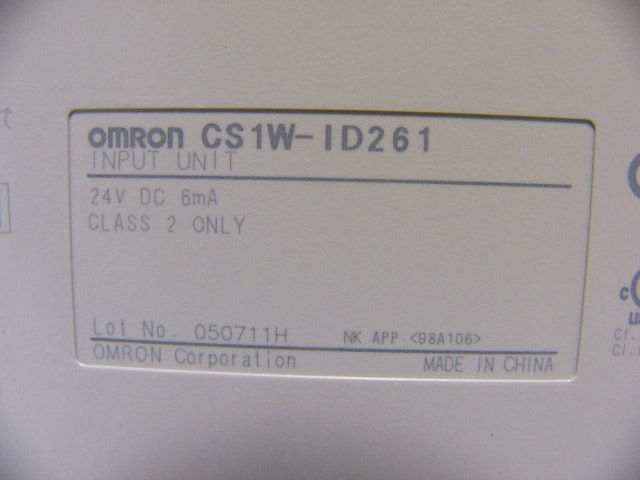 omron CS1W-ID261
INPUT UNIT
24V DC 6mA
CLASS 2 ONLY
Lot No. 050711H NK APP.<98A106>
OMRON Corporation MADE IN CHINA
c